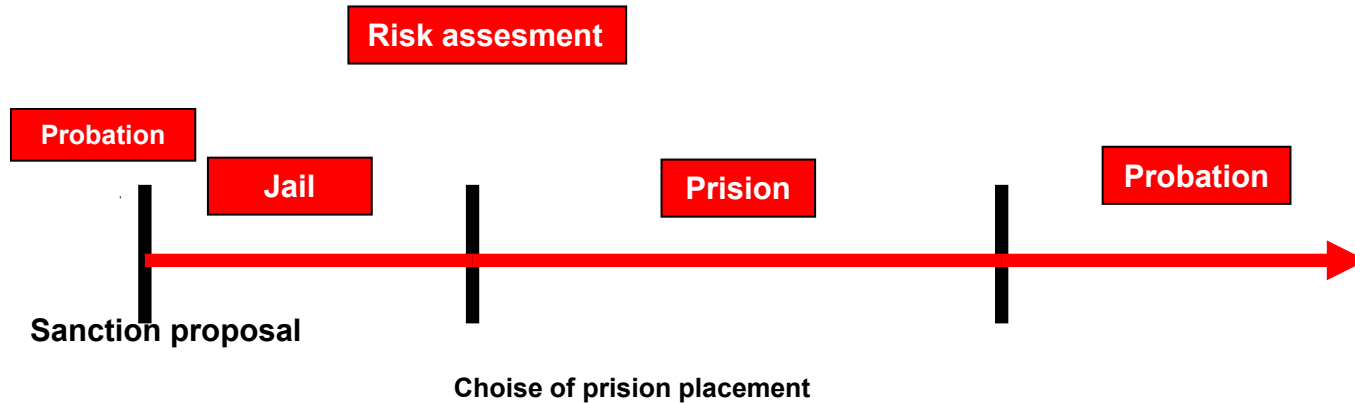 Risk assesment
Probation
Jail
Prision
Probation
Sanction proposal
Choise of prision placement